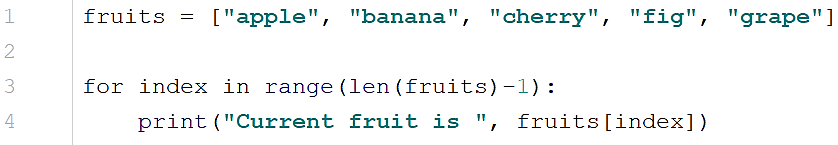 1 fruits = ["apple", "banana", "cherry", "fig", "grape"]
2
3 for index in range(len(fruits)-1):
4     print("Current fruit is ", fruits[index])